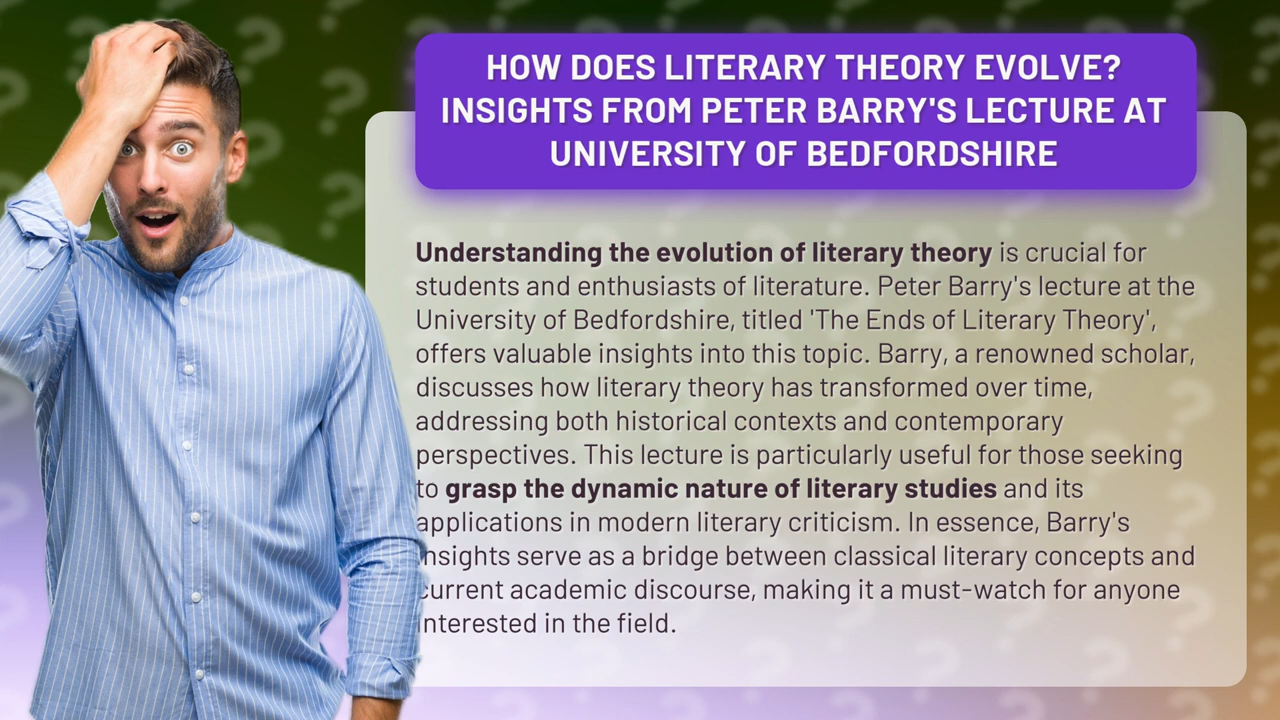 HOW DOES LITERARY THEORY EVOLVE?
INSIGHTS FROM PETER BARRY'S LECTURE AT
UNIVERSITY OF BEDFORDSHIRE
Understanding the evolution of literary theory is crucial for
students and enthusiasts of literature. Peter Barry's lecture at the
University of Bedfordshire, titled 'The Ends of Literary Theory',
offers valuable insights into this topic. Barry, a renowned scholar,
discusses how literary theory has transformed over time,
addressing both historical contexts and contemporary
perspectives. This lecture is particularly useful for those seeking
to grasp the dynamic nature of literary studies and its
applications in modern literary criticism. In essence, Barry's
insights serve as a bridge between classical literary concepts and
current academic discourse, making it a must-watch for anyone
interested in the field.